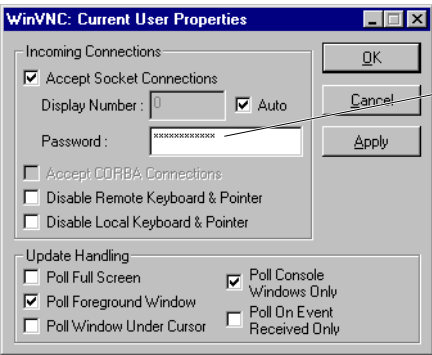 WinVNC: Current User Properties
Incoming Connections
Accept Socket Connections
Display Number : 0 Auto
Password : ************
Accept CORBA Connections
Disable Remote Keyboard & Pointer
Disable Local Keyboard & Pointer
OK
Cancel
Apply
Update Handling
Poll Full Screen
Poll Foreground Window
Poll Window Under Cursor
Poll Console
Windows Only
Poll On Event
Received Only